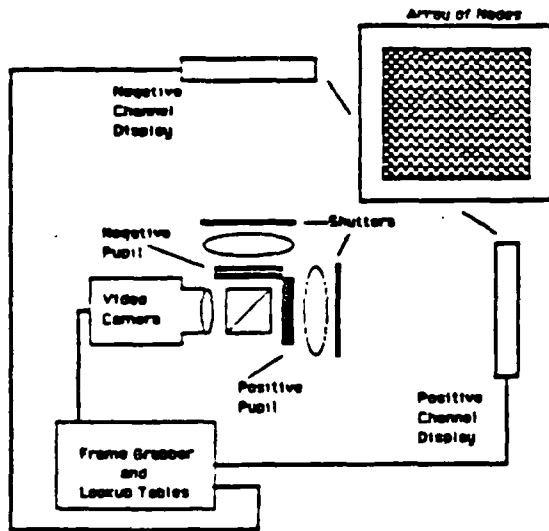 Array of Nodes
Negative
Channel
Display
Shutters
Negative
Pupil
Video
Camera
Positive
Pupil
Positive
Channel
Display
Frame Grabber
and
Lookup Tables